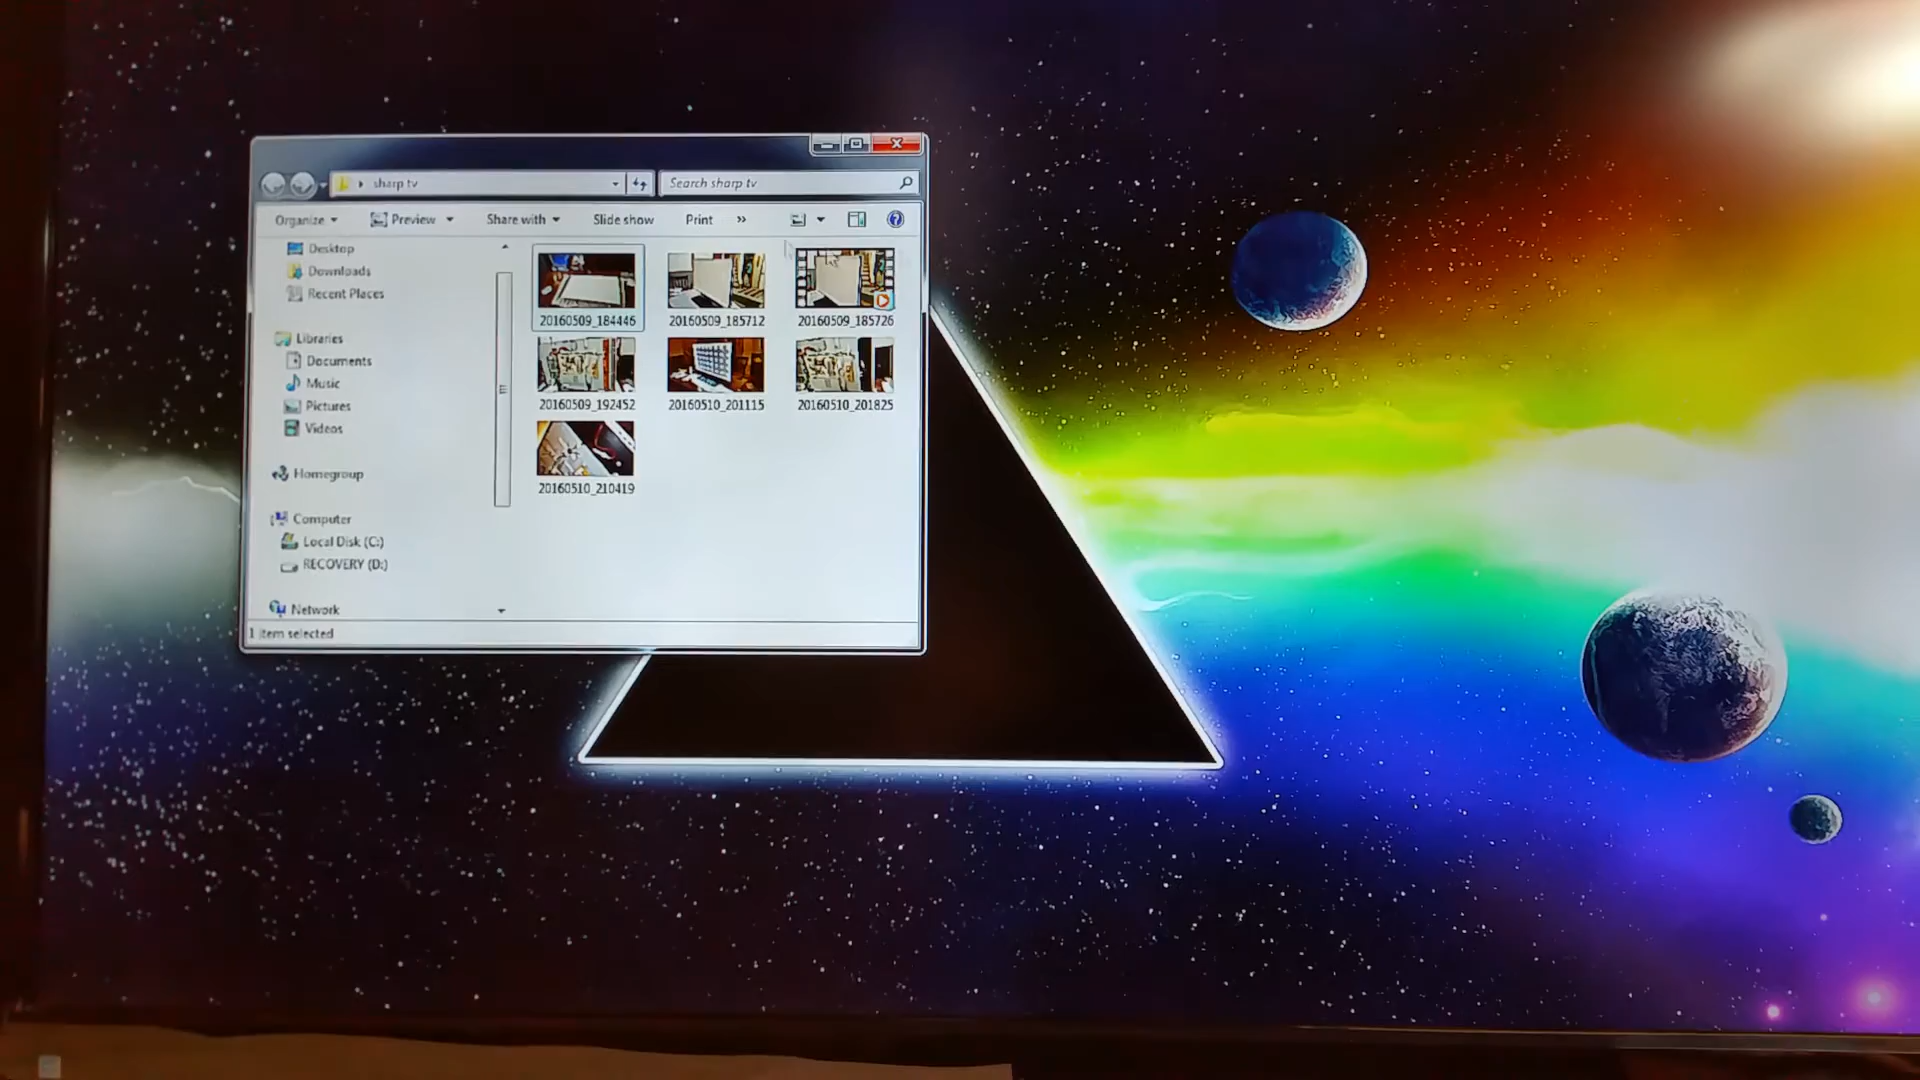 sharp tv
Search sharp tv
Organize
Preview
Share with
Slide show
Print
»
Desktop
Downloads
Recent Places
Libraries
Documents
Music
Pictures
Videos
Homegroup
Computer
Local Disk (C:)
RECOVERY (D:)
Network
20160509_184446
20160509_185712
20160509_185726
20160509_192452
20160510_201115
20160510_201825
20160510_210419
1 item selected